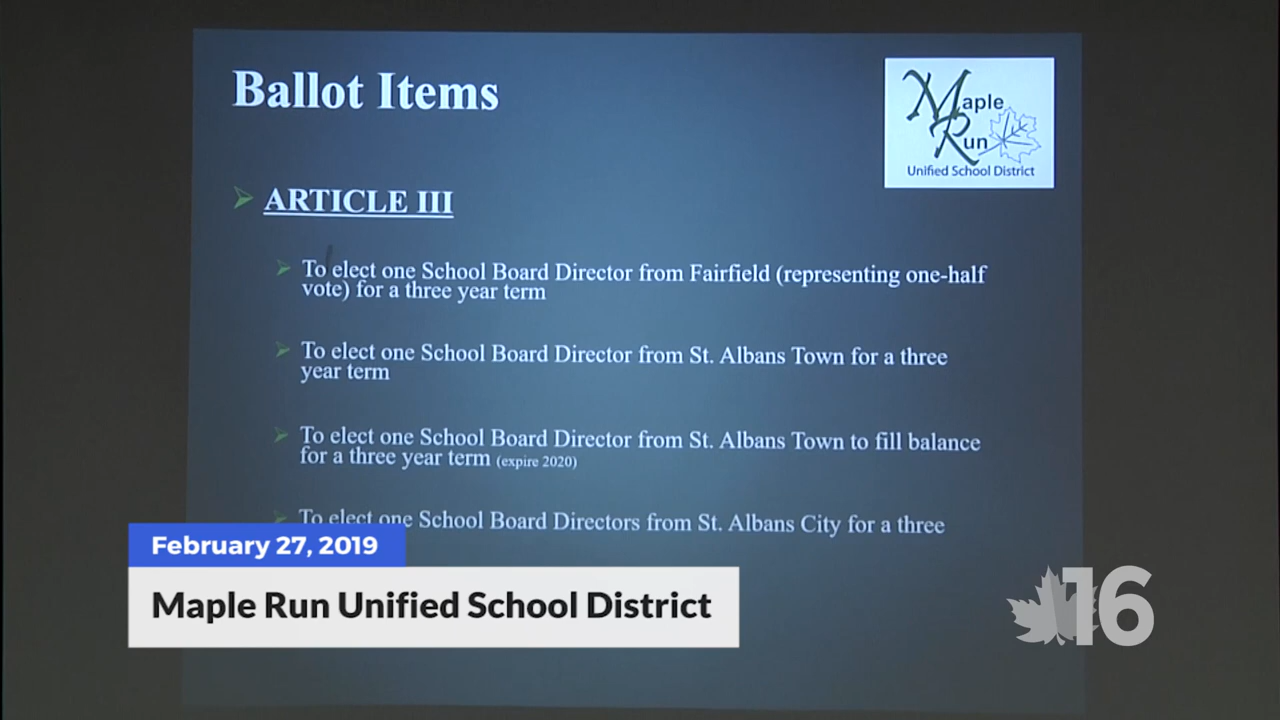 Ballot Items
Maple
Run
Unified School District
ARTICLE III
To elect one School Board Director from Fairfield (representing one-half
vote) for a three year term
To elect one School Board Director from St. Albans Town for a three
year term
To elect one School Board Director from St. Albans Town to fill balance
for a three year term (expire 2020)
To elect one School Board Directors from St. Albans City for a three
February 27, 2019
Maple Run Unified School District
16